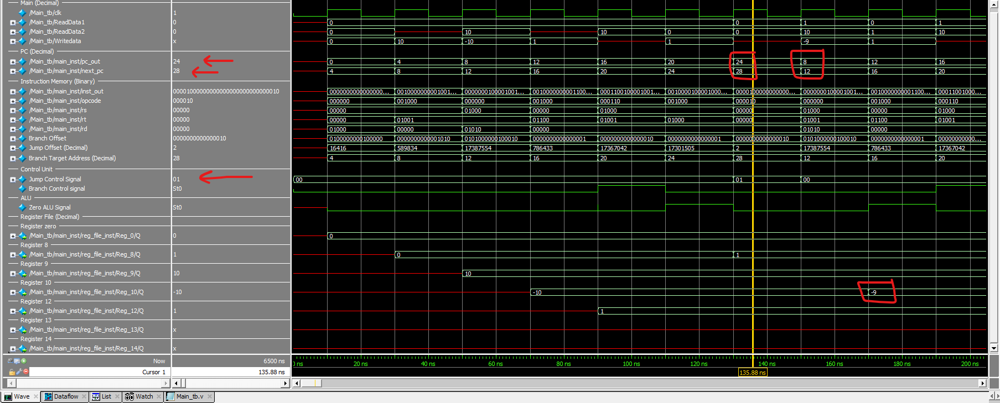 Main (Decimal)
/Main_tb/clk 1
/Main_tb/ReadData1 0 0 0 1 0 1
/Main_tb/ReadData2 0 0 10 10 0 0 10 1 10
/Main_tb/Writedata x 0 10 -10 1 1 -9 1
PC (Decimal)
/Main_tb/main_inst/pc_out 24 0 4 8 12 16 20 24 8 12 16
/Main_tb/main_inst/next_pc 28 4 8 12 16 20 24 28 12 16 20
Instruction Memory (Binary)
/Main_tb/main_inst/inst_out 00001000000000000000000000000010 0000000000000000... 0010000000001001... 0000000100001001... 0010000000001100... 0001100100001001... 0010000100001000... 0000100000000000... 0000000100001001... 0010000000001100... 00011001000...
/Main_tb/main_inst/opcode 000010 000000 001000 000000 001000 000110 001000 000010 000000 001000 000110
/Main_tb/main_inst/rs 00000 00000 01000 00000 01000 00000 01000 00000 01000
/Main_tb/main_inst/rt 00000 00000 01001 01100 01001 01000 00000 01001 01100 01001
/Main_tb/main_inst/rd 00000 01000 00000 01010 00000 01010 00000
Branch Offset 0000000000000010 0100000000100000 0000000000001010 0101000000100010 0000000000000001 0000000000000010 0000000000000001 0000000000000010 0101000000100010 0000000000000001 00000000000...
Jump Offset (Decimal) 2 16416 589834 17387554 786433 17367042 17301505 2 17387554 786433 17367042
Branch Target Address (Decimal) 28 4 8 12 16 20 24 28 12 16 20
Control Unit
Jump Control Signal 01 00 01 00
Branch Control signal St0
ALU
Zero ALU Signal St0
Register File (Decimal)
Register zero
/Main_tb/main_inst/reg_file_inst/Reg_0/Q 0 0
Register 8
/Main_tb/main_inst/reg_file_inst/Reg_8/Q 1 0 1
Register 9
/Main_tb/main_inst/reg_file_inst/Reg_9/Q 10 10
Register 10
/Main_tb/main_inst/reg_file_inst/Reg_10/Q -10 -10 -9
Register 12
/Main_tb/main_inst/reg_file_inst/Reg_12/Q 1 1
Register 13
/Main_tb/main_inst/reg_file_inst/Reg_13/Q x
Register 14
/Main_tb/main_inst/reg_file_inst/Reg_14/Q x
Now 6500 ns ns 20 ns 40 ns 60 ns 80 ns 100 ns 120 ns 140 ns 160 ns 180 ns 200 ns
Cursor 1 135.88 ns 135.88 ns
Wave Dataflow List Watch Main_tb.v